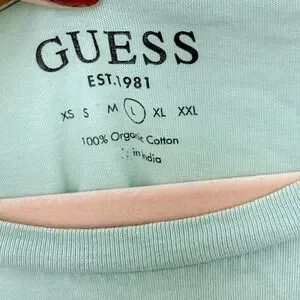 GUESS
EST.1981
XS S M L XL XXL
100% Organic Cotton
in India